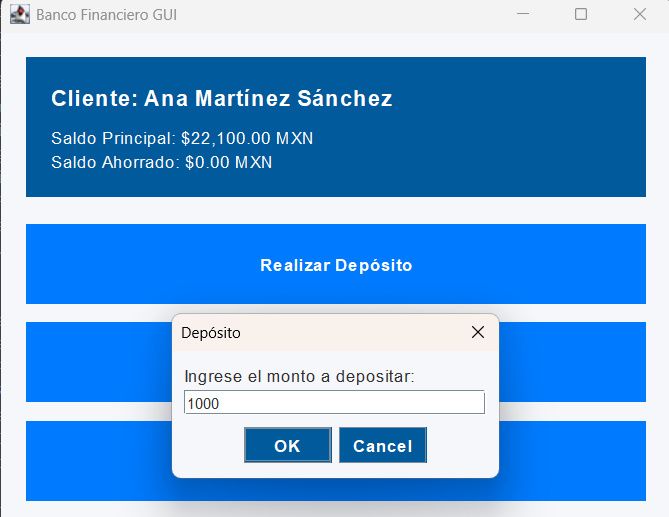 Banco Financiero GUI
Cliente: Ana Martínez Sánchez
Saldo Principal: $22,100.00 MXN
Saldo Ahorrado: $0.00 MXN
Realizar Depósito
Depósito
Ingrese el monto a depositar:
1000
OK Cancel